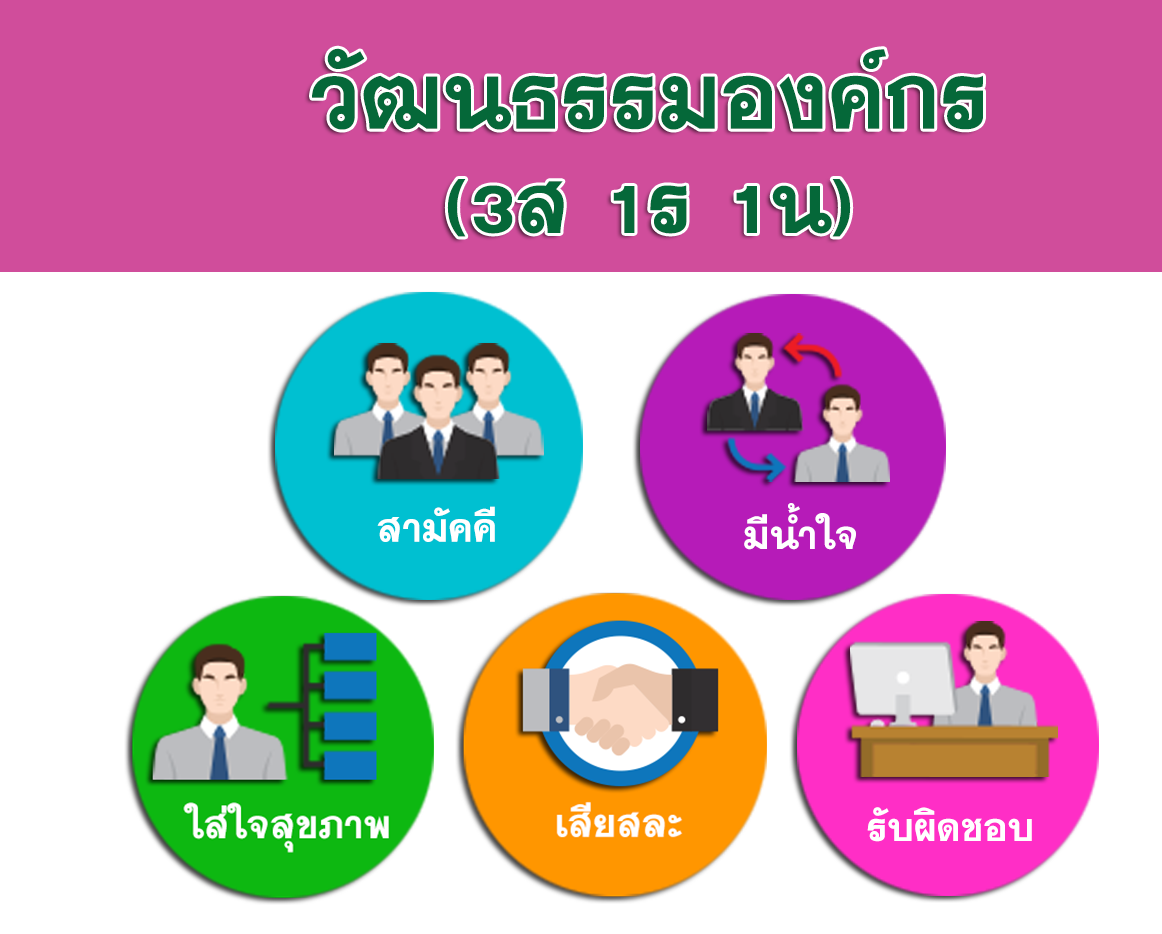 วัฒนธรรมองค์กร
(3ส 1ร 1น)
สามัคคี
มีน้ำใจ
ใส่ใจสุขภาพ
เสียสละ
รับผิดชอบ